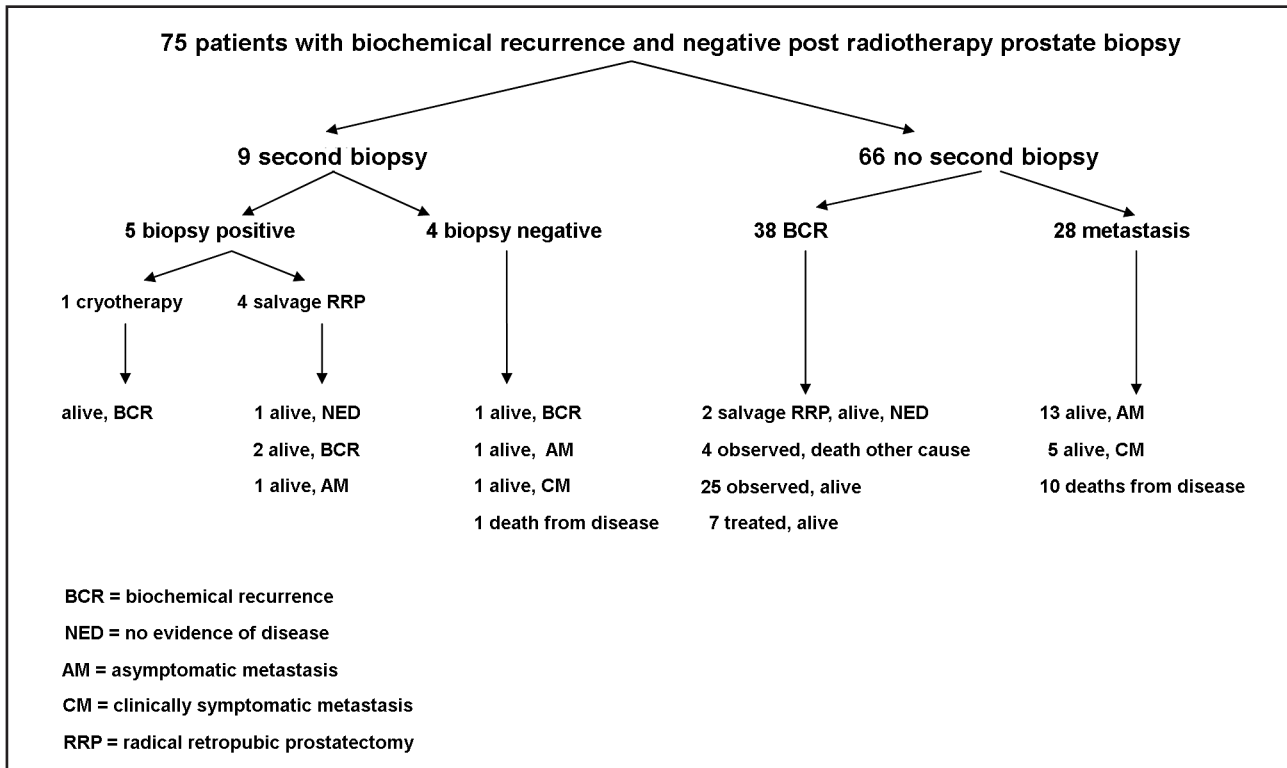 75 patients with biochemical recurrence and negative post radiotherapy prostate biopsy
9 second biopsy
66 no second biopsy
5 biopsy positive
4 biopsy negative
38 BCR
28 metastasis
1 cryotherapy
4 salvage RRP
alive, BCR
1 alive, NED
2 alive, BCR
1 alive, AM
1 alive, BCR
1 alive, AM
1 alive, CM
1 death from disease
2 salvage RRP, alive, NED
4 observed, death other cause
25 observed, alive
7 treated, alive
13 alive, AM
5 alive, CM
10 deaths from disease
BCR = biochemical recurrence
NED = no evidence of disease
AM = asymptomatic metastasis
CM = clinically symptomatic metastasis
RRP = radical retropubic prostatectomy